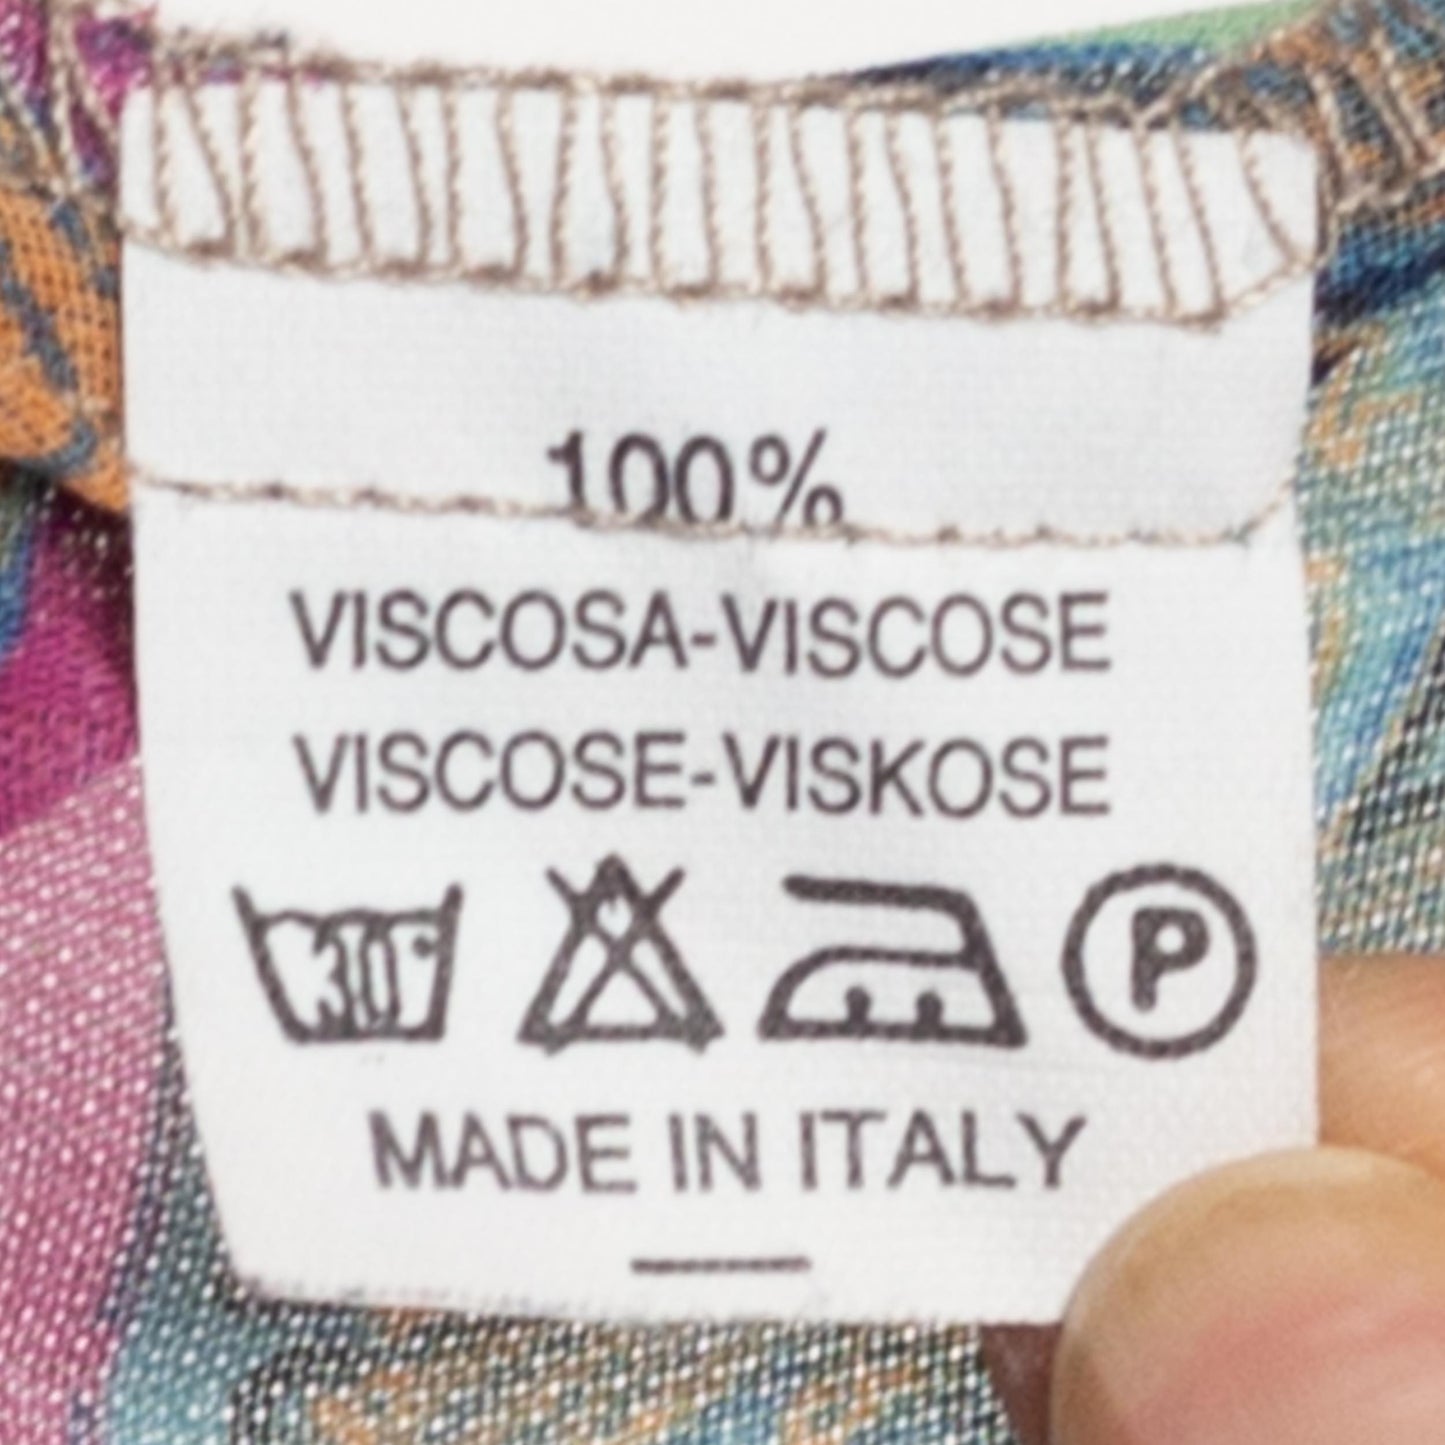 100%
VISCOSA-VISCOSE
VISCOSE-VISKOSE
P
MADE IN ITALY